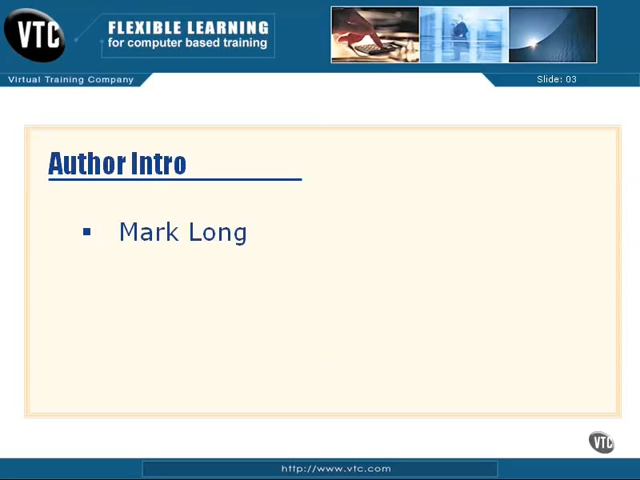 VTC
FLEXIBLE LEARNING
for computer based training
Virtual Training Company
Slide: 03
Author Intro
▪ Mark Long
VTC
http://www.vtc.com